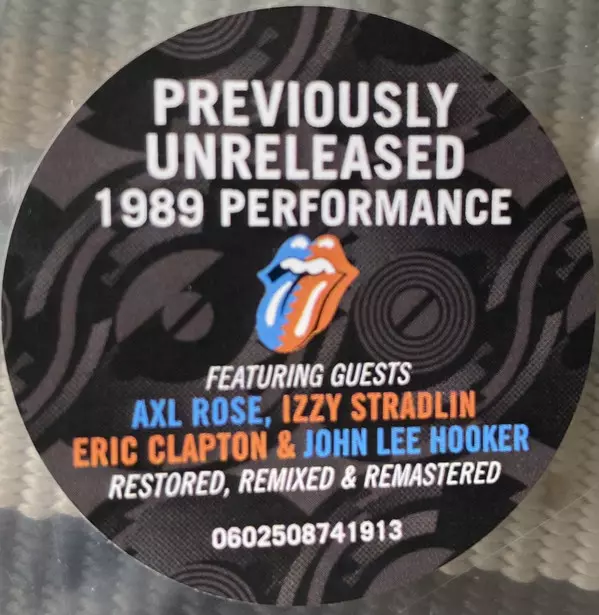 PREVIOUSLY
UNRELEASED
1989 PERFORMANCE
FEATURING GUESTS
AXL ROSE, IZZY STRADLIN
ERIC CLAPTON & JOHN LEE HOOKER
RESTORED, REMIXED & REMASTERED
0602508741913